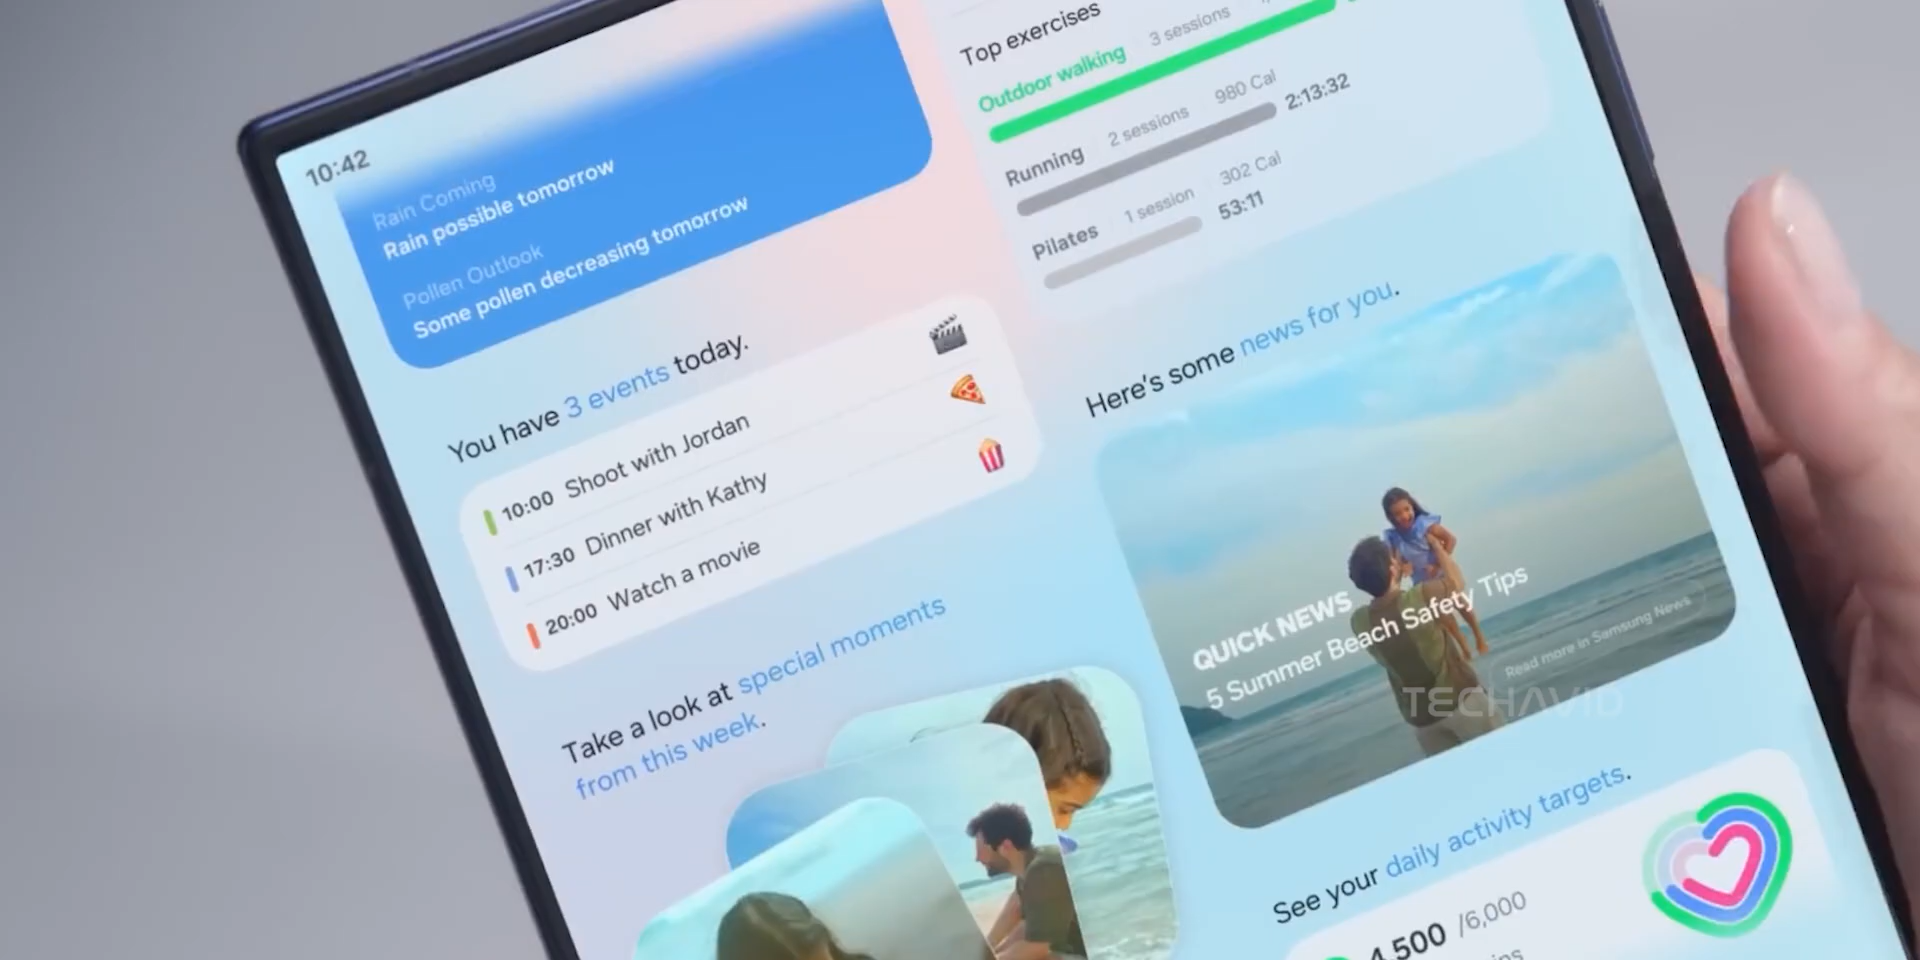 10:42
Rain Coming
Rain possible tomorrow
Pollen Outlook
Some pollen decreasing tomorrow
You have 3 events today.
10:00 Shoot with Jordan
17:30 Dinner with Kathy
20:00 Watch a movie
Take a look at special moments
from this week.
Top exercises
Outdoor walking 3 sessions
Running 2 sessions 980 Cal
2:13:32
Pilates 1 session 302 Cal
53:11
Here's some news for you.
QUICK NEWS
5 Summer Beach Safety Tips
Read more in Samsung News
TECHAVID
See your daily activity targets.
4,500 /6,000